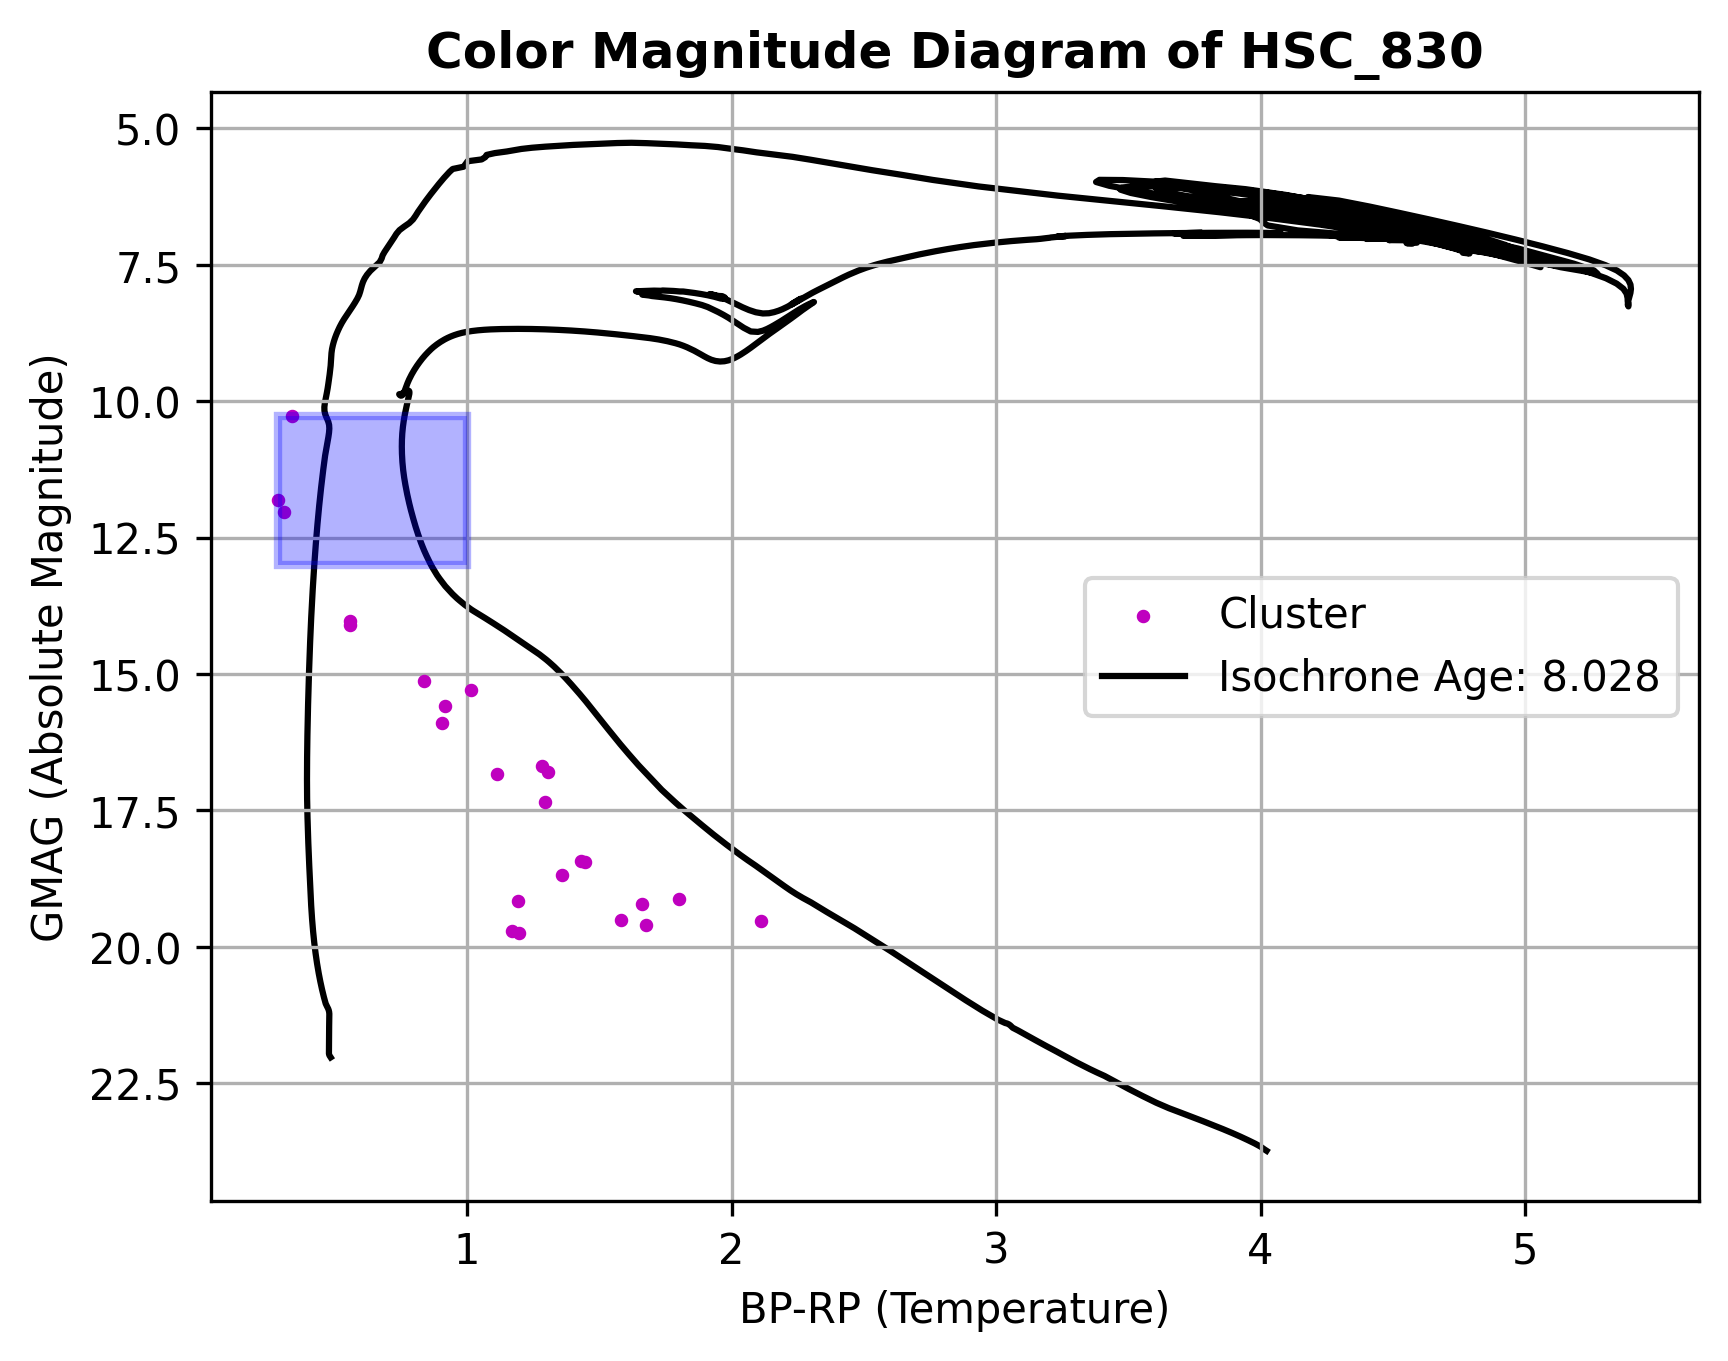 Color Magnitude Diagram of HSC_830
GMAG (Absolute Magnitude)
5.0
7.5
10.0
12.5
15.0
17.5
20.0
22.5
Cluster
Isochrone Age: 8.028
1 2 3 4 5
BP-RP (Temperature)